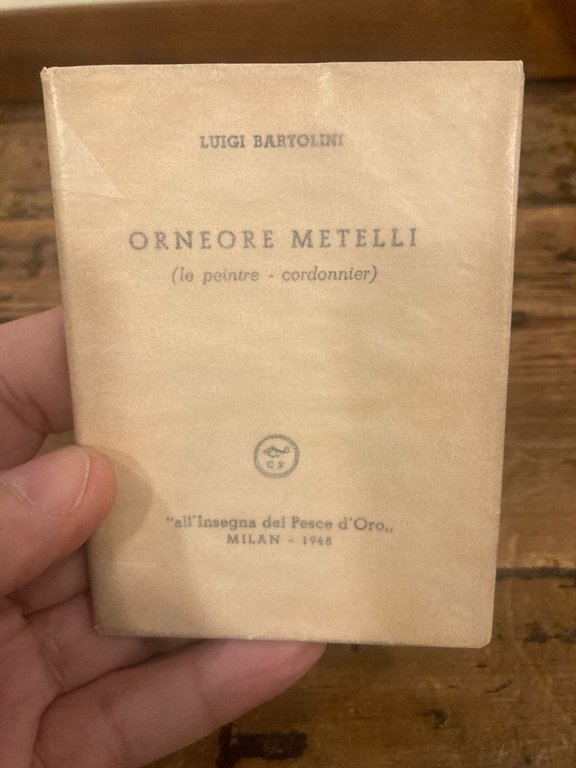 LUIGI BARTOLINI
ORNEORE METELLI
(le peintre - cordonnier)
"all'Insegna del Pesce d'Oro„
MILAN - 1948